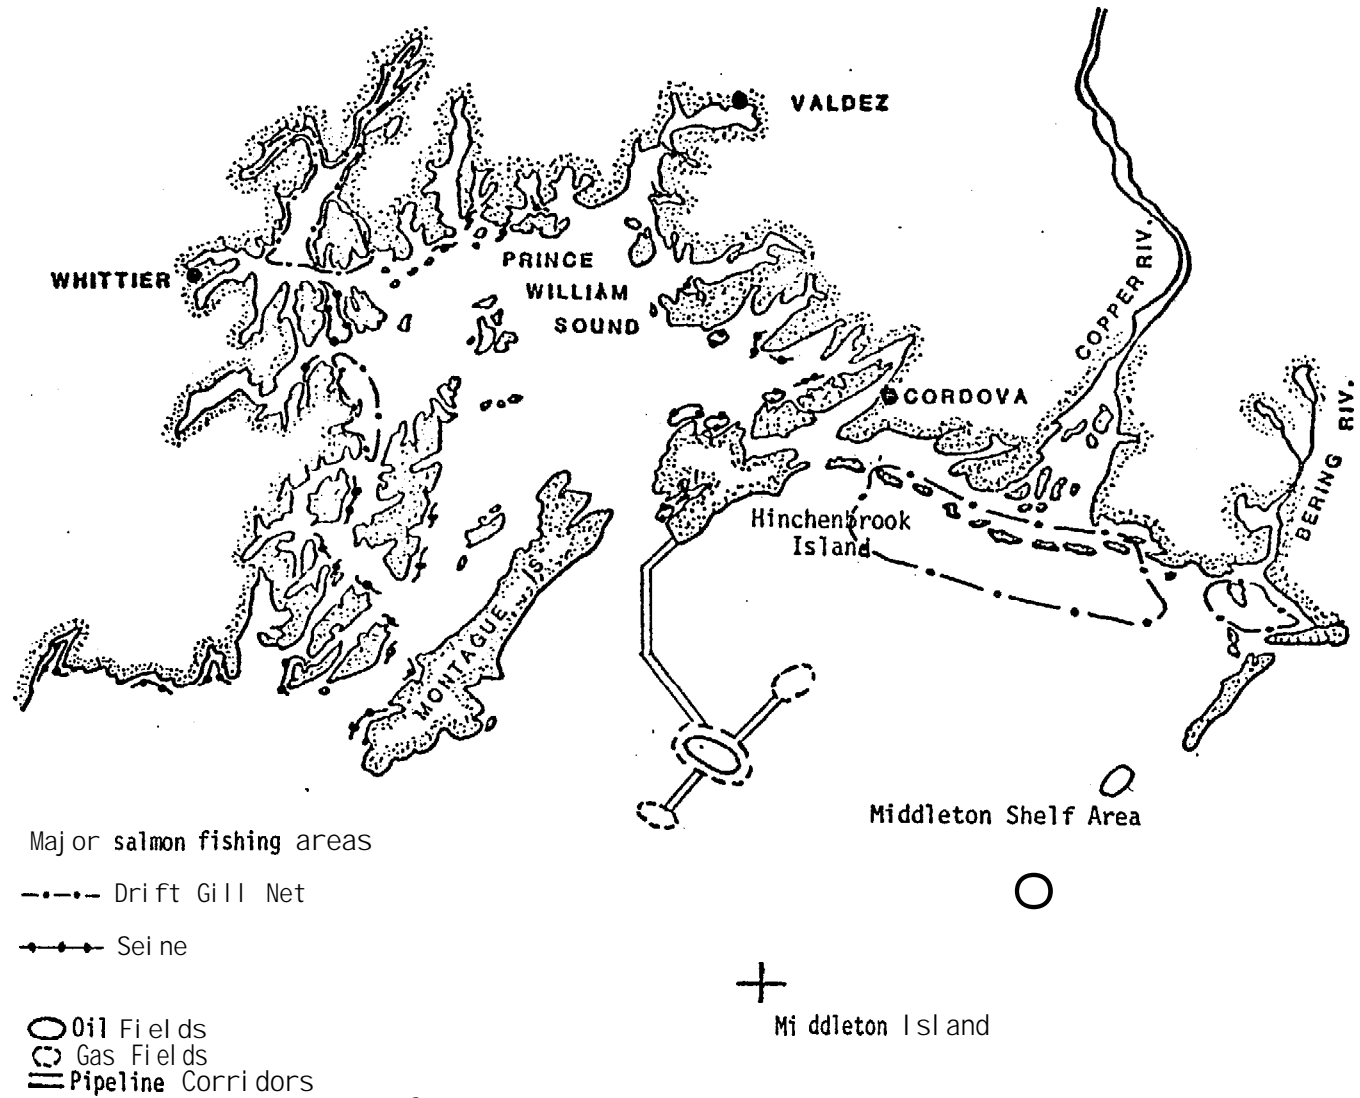 VALDEZ
WHITTIER
PRINCE
WILLIAM
SOUND
COPPER RIV.
CORDOVA
BERING RIV.
Hinchenbrook
Island
MONTAGUE IS.
Middleton Shelf Area
Major salmon fishing areas
Drift Gill Net
Seine
Middleton Island
Oil Fields
Gas Fields
Pipeline Corridors